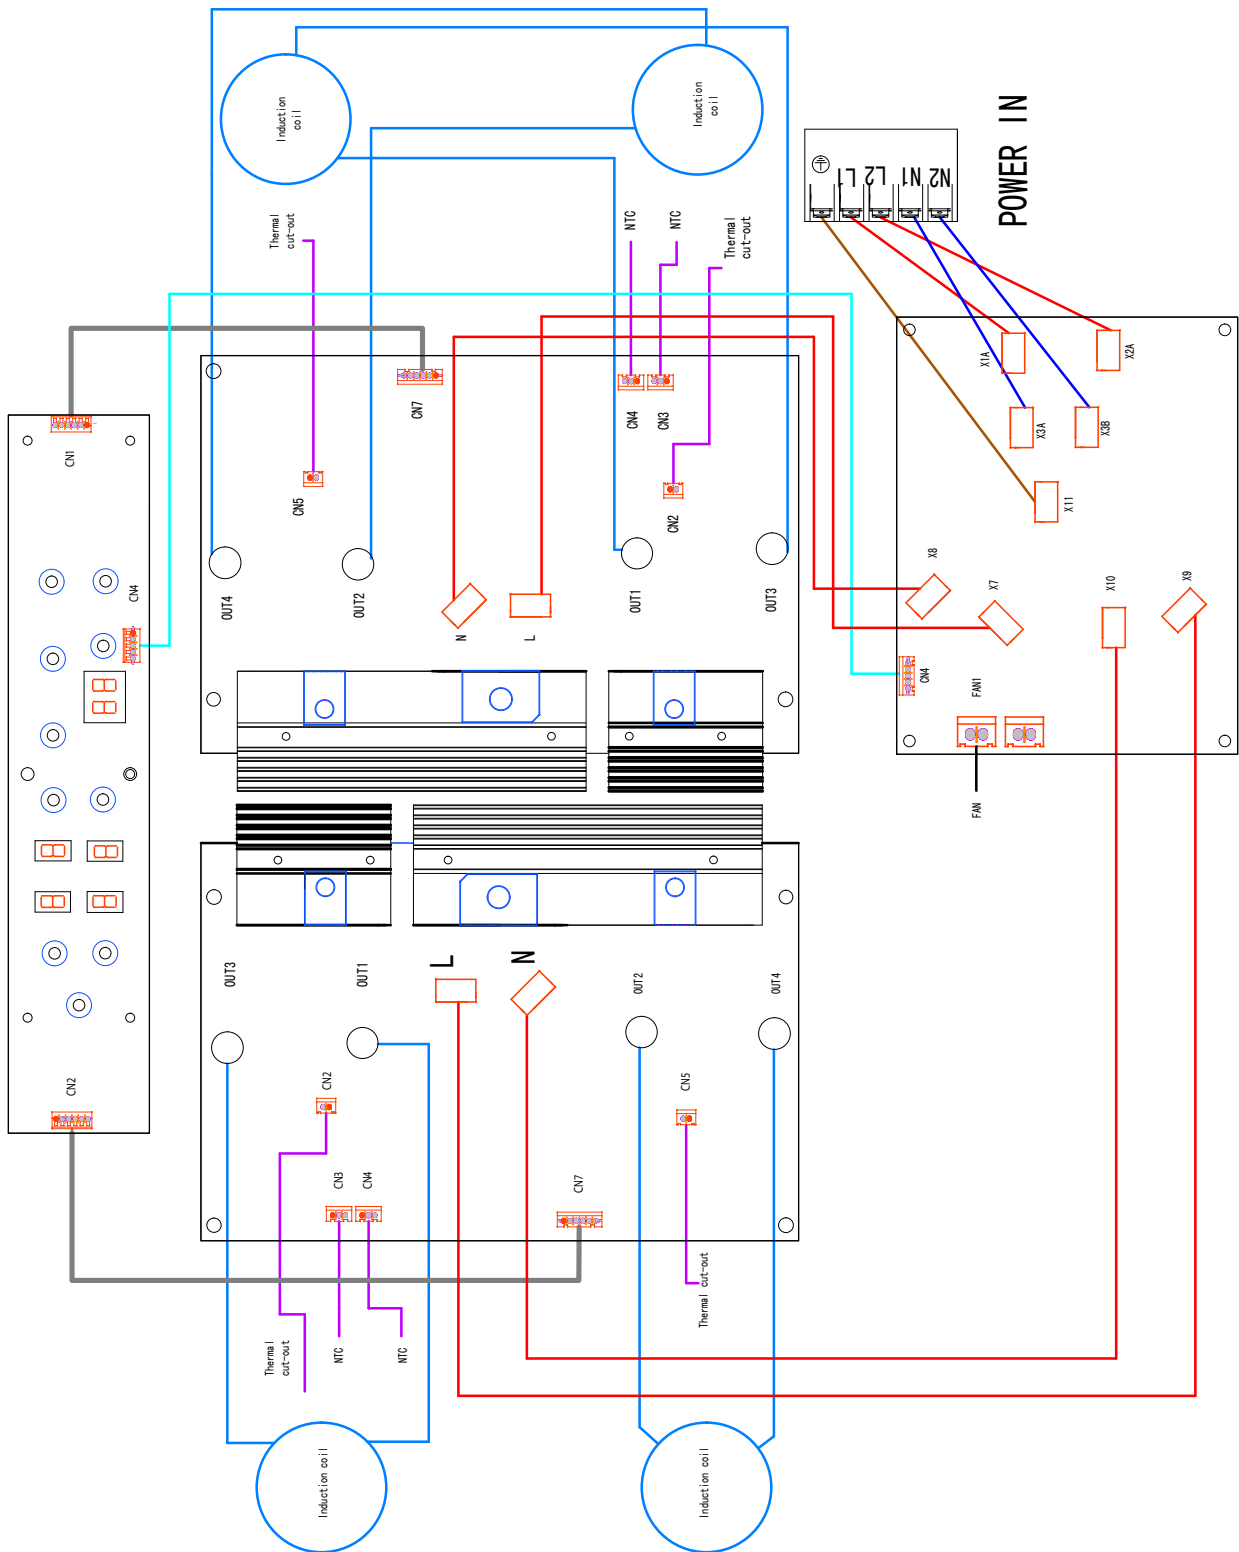 Induction
coil
Induction
coil
POWER IN
L1
L2
N1
N2
Thermal
cut-out
NTC
NTC
Thermal
cut-out
X1A
X2A
CN7
CN4
CN3
X3A
X3B
CN1
CN5
CN2
X11
X8
X7
X10
X9
CN4
OUT4
OUT2
OUT1
OUT3
N
L
CN4
FAN1
FAN
OUT3
OUT1
L
N
OUT2
OUT4
CN2
CN2
CN5
CN3
CN4
CN7
Thermal cut-out
Thermal
cut-out
NTC
NTC
Induction coil
Induction coil